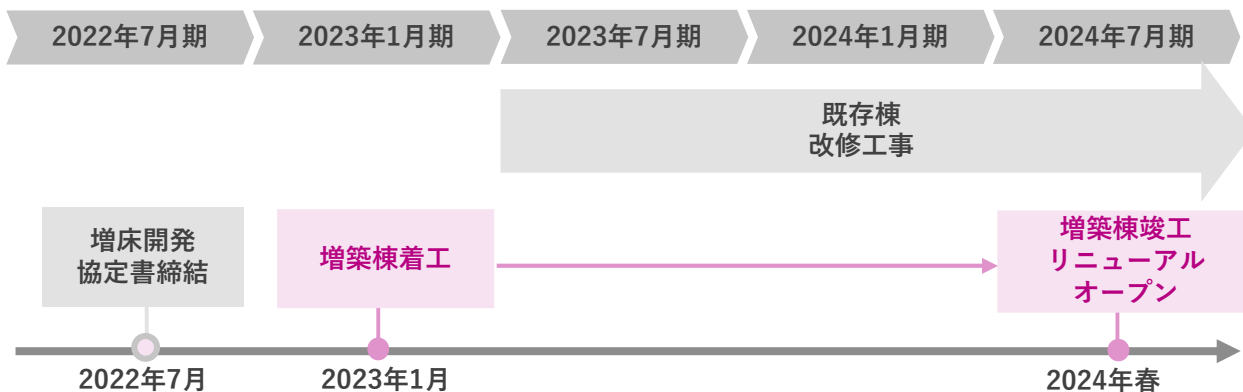 2022年7月期
2023年1月期
2023年7月期
2024年1月期
2024年7月期
既存棟
改修工事
増床開発
協定書締結
増築棟着工
増築棟竣工
リニューアル
オープン
2022年7月
2023年1月
2024年春